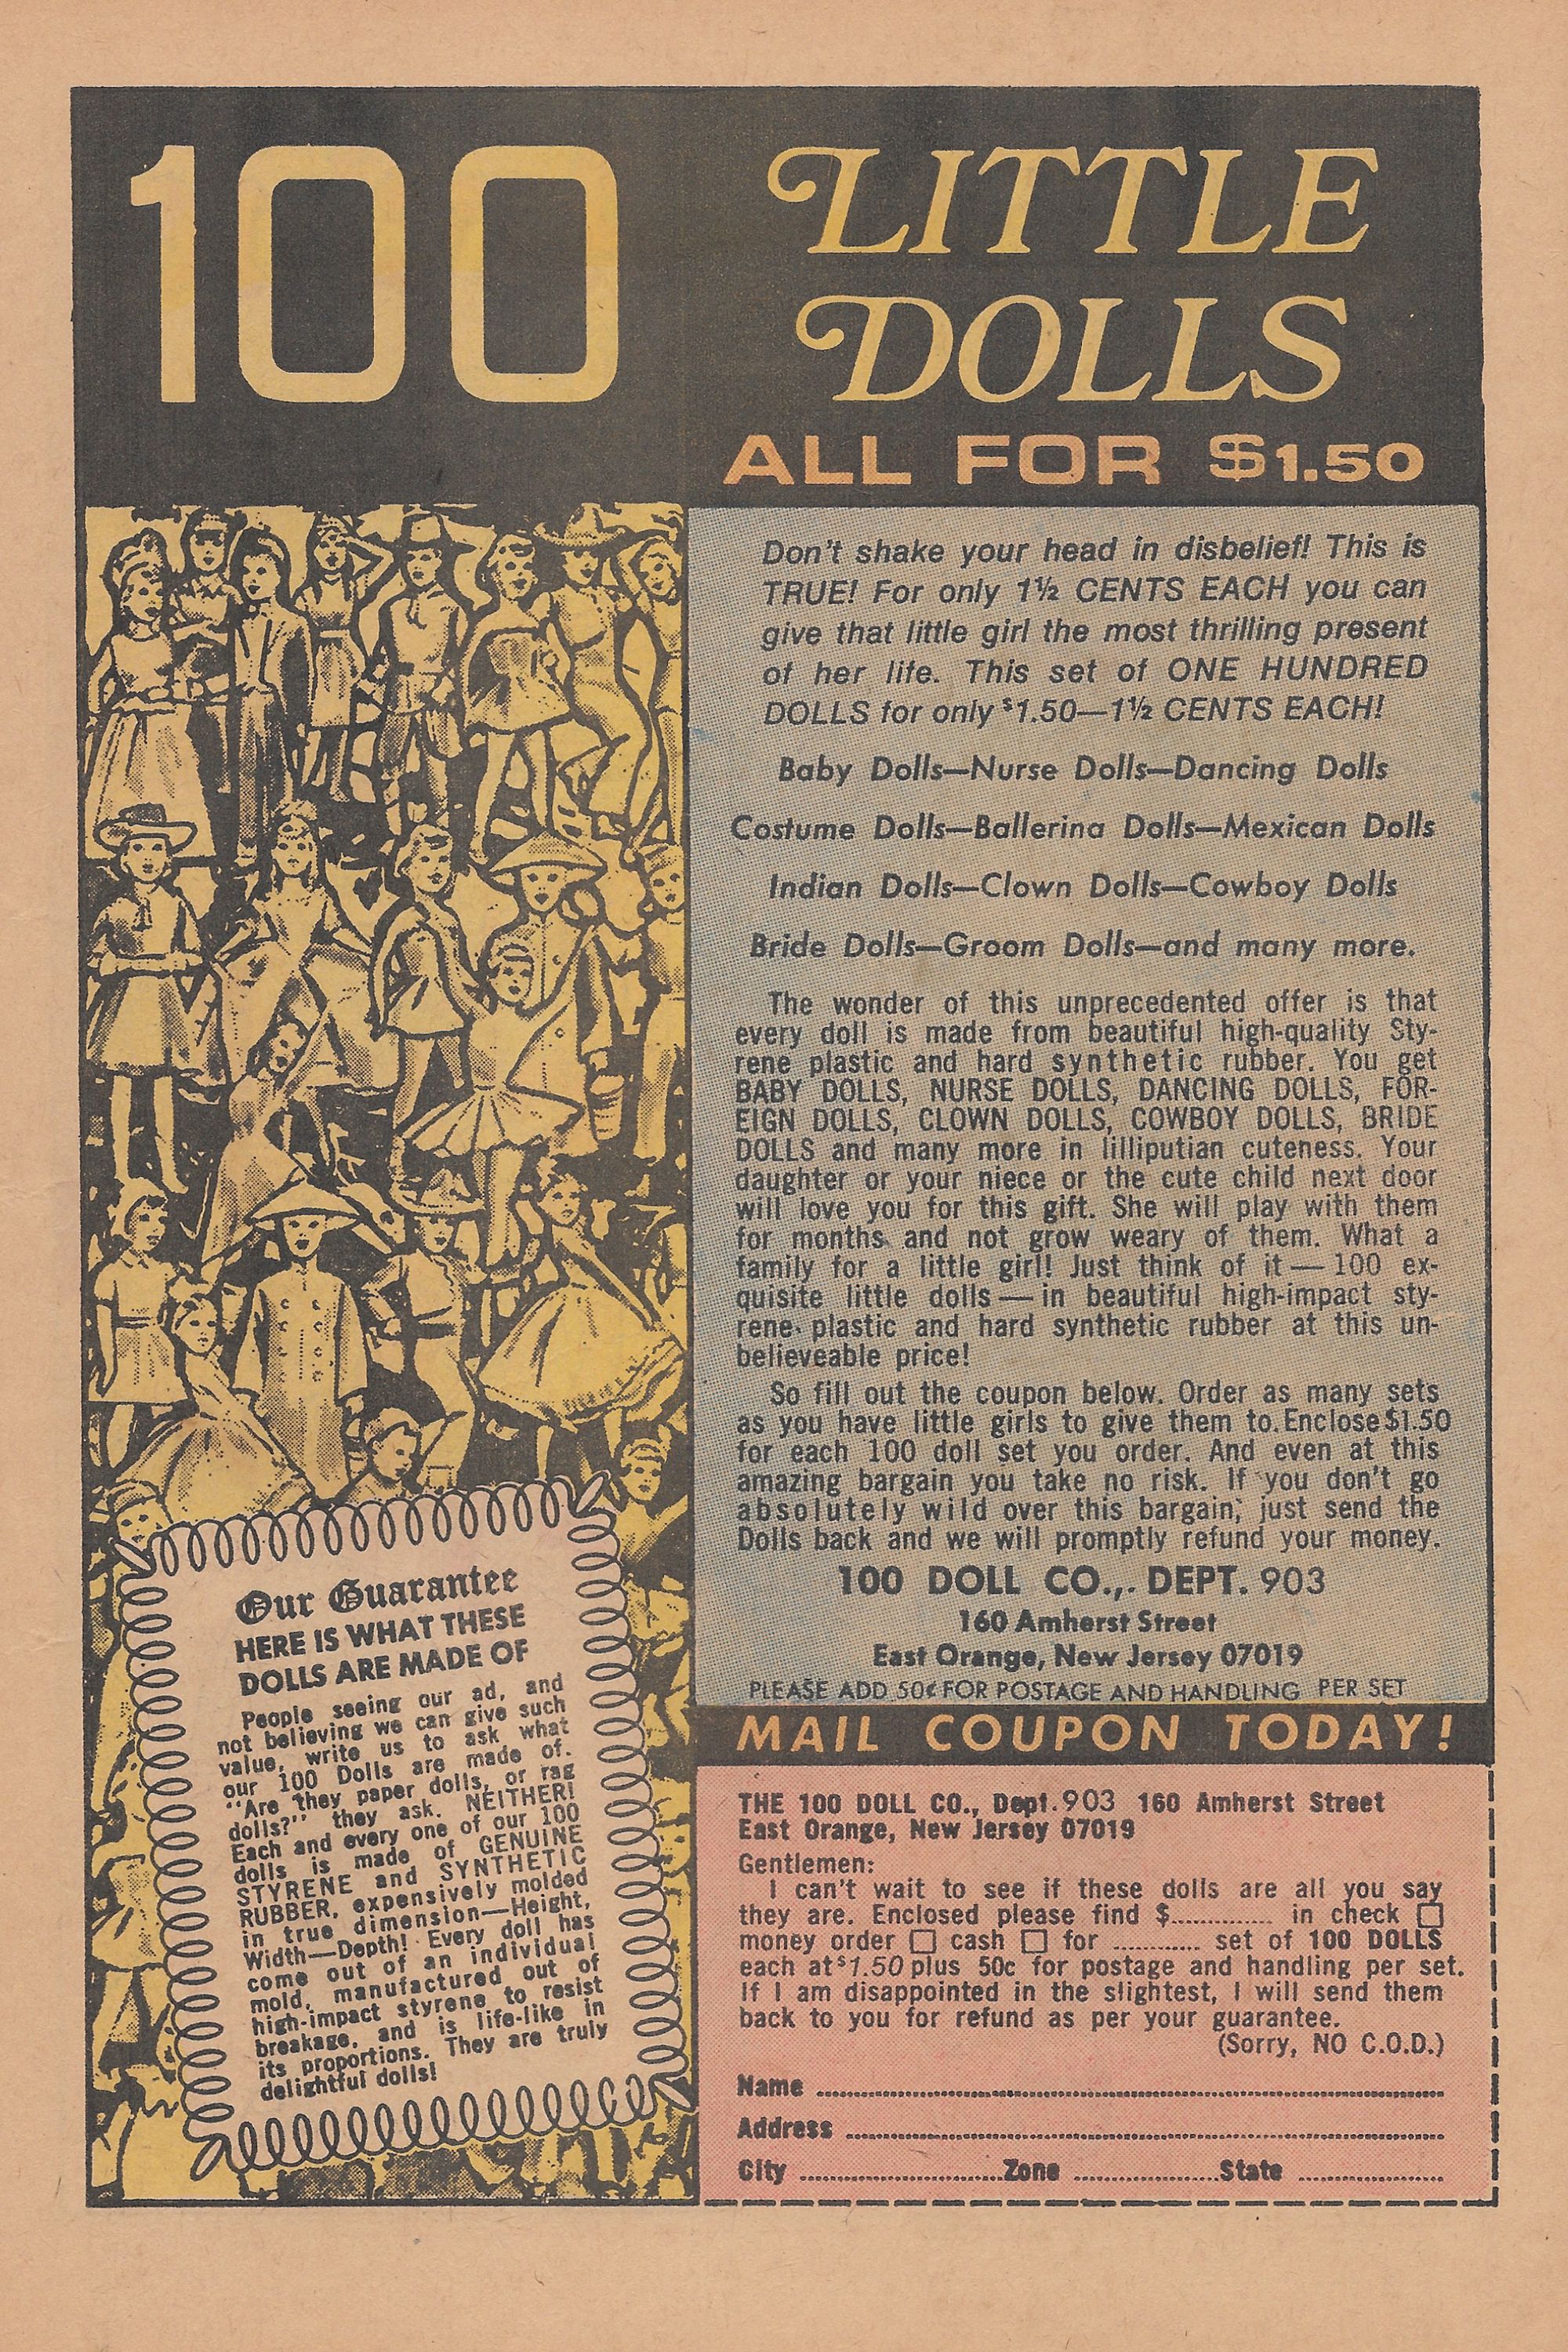 100
LITTLE
DOLLS
ALL FOR $1.50
Don't shake your head in disbelief! This is
TRUE! For only 1½ CENTS EACH you can
give that little girl the most thrilling present
of her life. This set of ONE HUNDRED
DOLLS for only $1.50—1½ CENTS EACH!
Baby Dolls—Nurse Dolls—Dancing Dolls
Costume Dolls—Ballerina Dolls—Mexican Dolls
Indian Dolls—Clown Dolls—Cowboy Dolls
Bride Dolls—Groom Dolls—and many more.
The wonder of this unprecedented offer is that
every doll is made from beautiful high-quality Sty-
rene plastic and hard synthetic rubber. You get
BABY DOLLS, NURSE DOLLS, DANCING DOLLS, FOR-
EIGN DOLLS, CLOWN DOLLS, COWBOY DOLLS, BRIDE
DOLLS and many more in lilliputian cuteness. Your
daughter or your niece or the cute child next door
will love you for this gift. She will play with them
for months and not grow weary of them. What a
family for a little girl! Just think of it — 100 ex-
quisite little dolls — in beautiful high-impact sty-
rene plastic and hard synthetic rubber at this un-
believeable price!
So fill out the coupon below. Order as many sets
as you have little girls to give them to. Enclose $1.50
for each 100 doll set you order. And even at this
amazing bargain you take no risk. If you don't go
absolutely wild over this bargain, just send the
Dolls back and we will promptly refund your money.
100 DOLL CO.,. DEPT. 903
160 Amherst Street
East Orange, New Jersey 07019
PLEASE ADD 50¢ FOR POSTAGE AND HANDLING PER SET
Our Guarantee
HERE IS WHAT THESE
DOLLS ARE MADE OF
People seeing our ad, and
not believing we can give such
value, write us to ask what
our 100 Dolls are made of.
"Are they paper dolls, or rag
dolls?" they ask. NEITHER!
Each and every one of our 100
dolls is made of GENUINE
STYRENE and SYNTHETIC
RUBBER, expensively molded
in true dimension—Height,
Width—Depth! Every doll has
come out of an individual
mold, manufactured out of
high-impact styrene to resist
breakage, and is life-like in
its proportions. They are truly
delightful dolls!
MAIL COUPON TODAY!
THE 100 DOLL CO., Dept. 903 160 Amherst Street
East Orange, New Jersey 07019
Gentlemen:
I can't wait to see if these dolls are all you say
they are. Enclosed please find $.............. in check □
money order □ cash □ for ............ set of 100 DOLLS
each at $1.50 plus 50c for postage and handling per set.
If I am disappointed in the slightest, I will send them
back to you for refund as per your guarantee.
(Sorry, NO C.O.D.)
Name ..............................
Address ..............................
City ....................Zone ..............State ..............